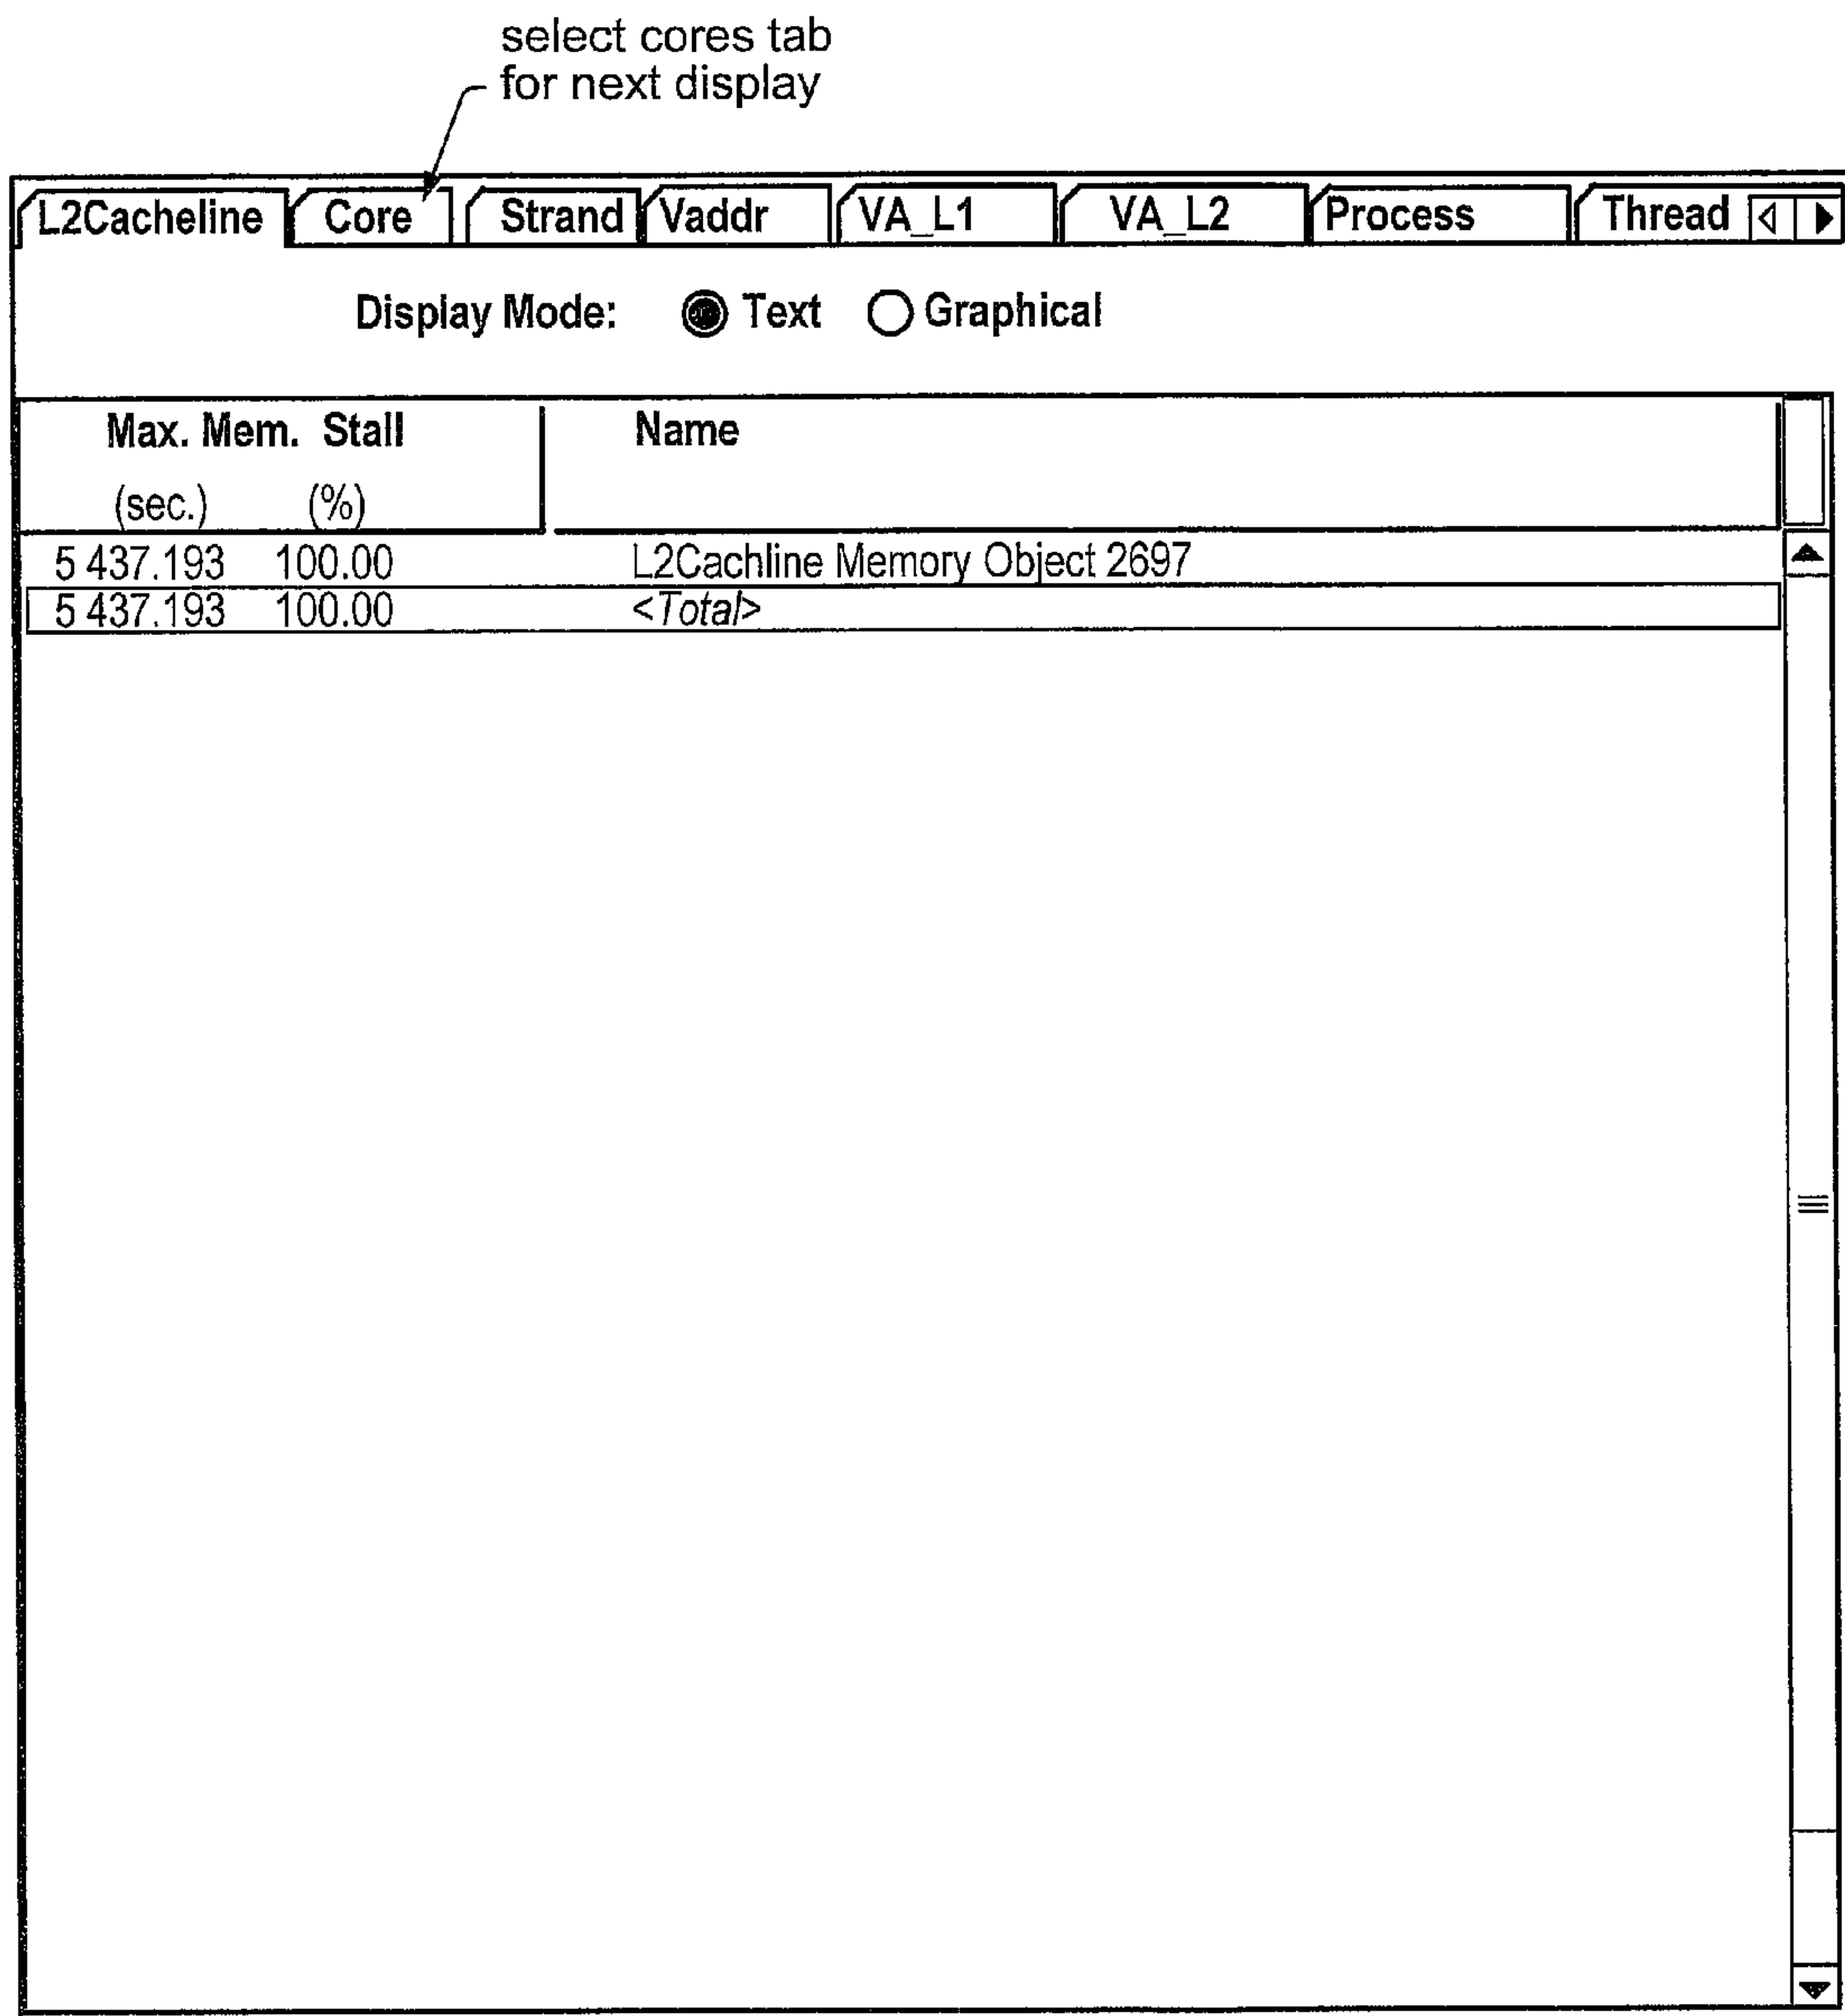 select cores tab
for next display
L2Cacheline Core Strand Vaddr VA_L1 VA_L2 Process Thread
Display Mode: Text Graphical
Max. Mem. Stall Name
(sec.) (%)
5 437.193 100.00 L2Cachline Memory Object 2697
5 437.193 100.00 <Total>